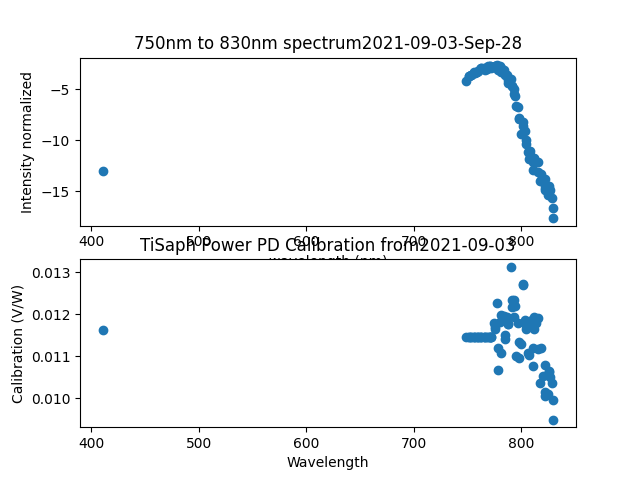 750nm to 830nm spectrum2021-09-03-Sep-28
Intensity normalized
−5
−10
−15
400
500
600
700
800
wavelength (nm)
TiSaph Power PD Calibration from2021-09-03
Calibration (V/W)
0.013
0.012
0.011
0.010
400
500
600
700
800
Wavelength